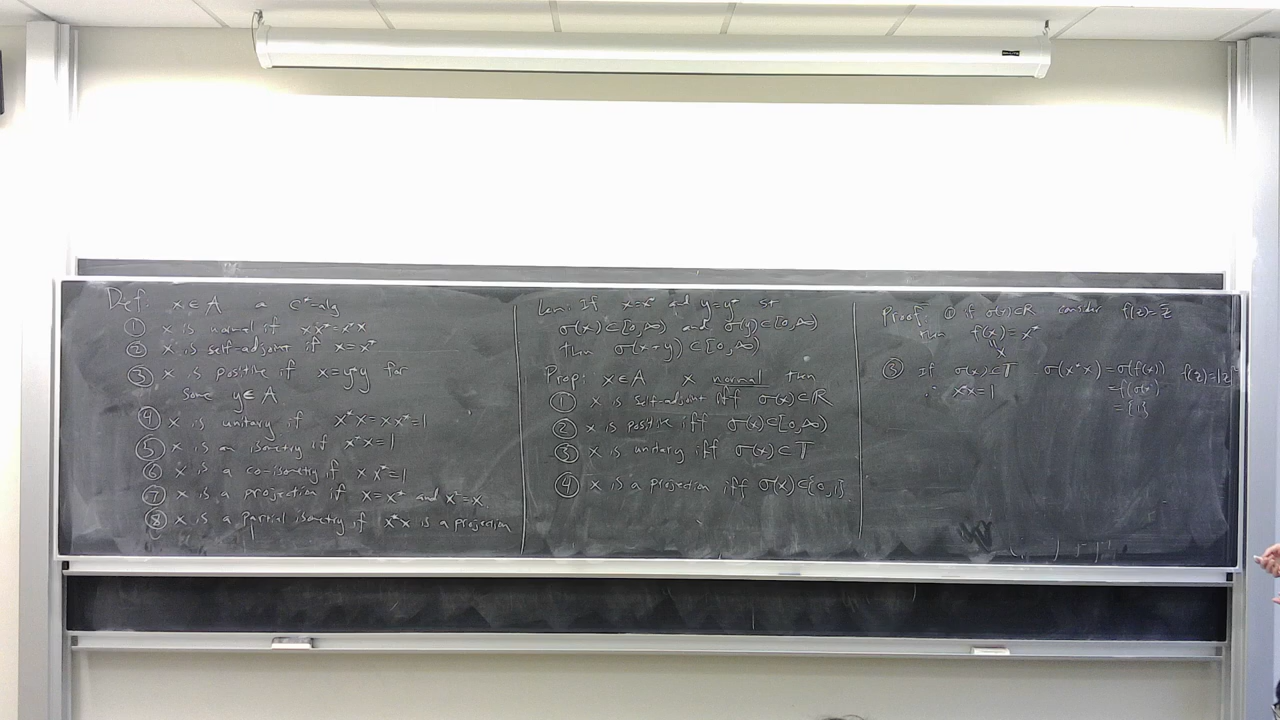 Def: x ∈ A a C*-alg
① x is normal if xx* = x*x
② x is self-adjoint if x = x*
③ x is positive if x = y*y for
some y ∈ A
④ x is unitary if x*x = xx* = 1
⑤ x is an isometry if x*x = 1
⑥ x is a co-isometry if xx* = 1
⑦ x is a projection if x = x* and x² = x.
⑧ x is a partial isometry if x*x is a projection
Lem: If x = x* and y = y* st
σ(x) ⊂ [0,∞) and σ(y) ⊂ [0,∞)
then σ(x+y) ⊂ [0,∞)
Prop: x ∈ A x normal then
① x is self-adjoint iff σ(x) ⊂ ℝ
② x is positive iff σ(x) ⊂ [0,∞)
③ x is unitary iff σ(x) ⊂ 𝕋
④ x is a projection iff σ(x) ⊂ {0,1}
Proof: ① if σ(x) ⊂ ℝ consider f(z) = z̄
then f(x) = x*
=
x
③ If σ(x) ⊂ 𝕋 σ(x*x) = σ(f(x)) f(z) = |z|²
∴ x*x = 1 = f(σ(x))
= {1}